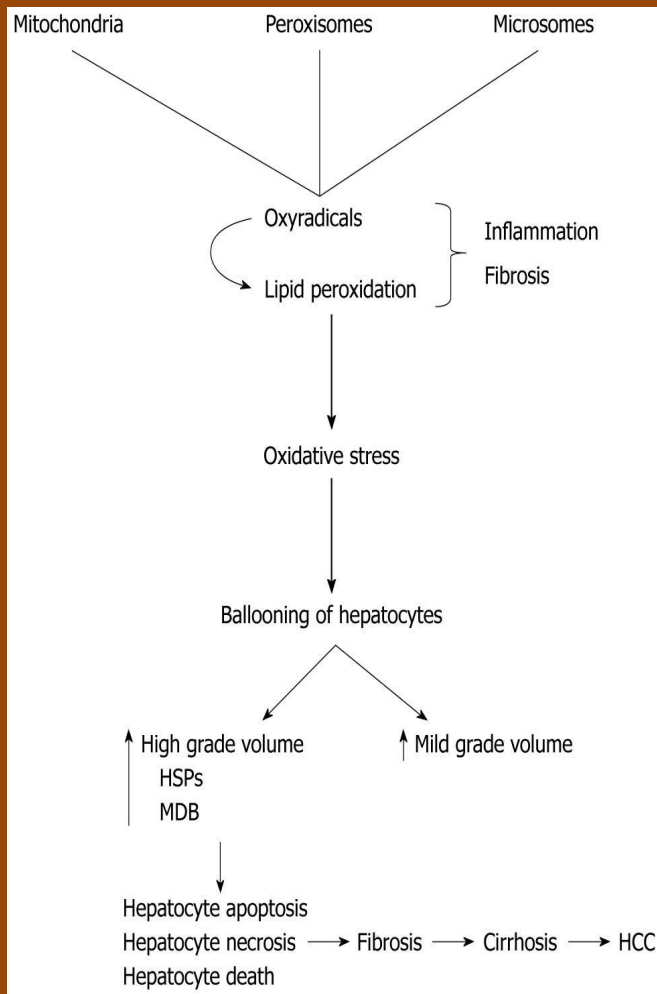 Mitochondria Peroxisomes Microsomes
Oxyradicals
Inflammation
Fibrosis
Lipid peroxidation
Oxidative stress
Ballooning of hepatocytes
High grade volume
HSPs
MDB
Mild grade volume
Hepatocyte apoptosis
Hepatocyte necrosis Fibrosis Cirrhosis HCC
Hepatocyte death